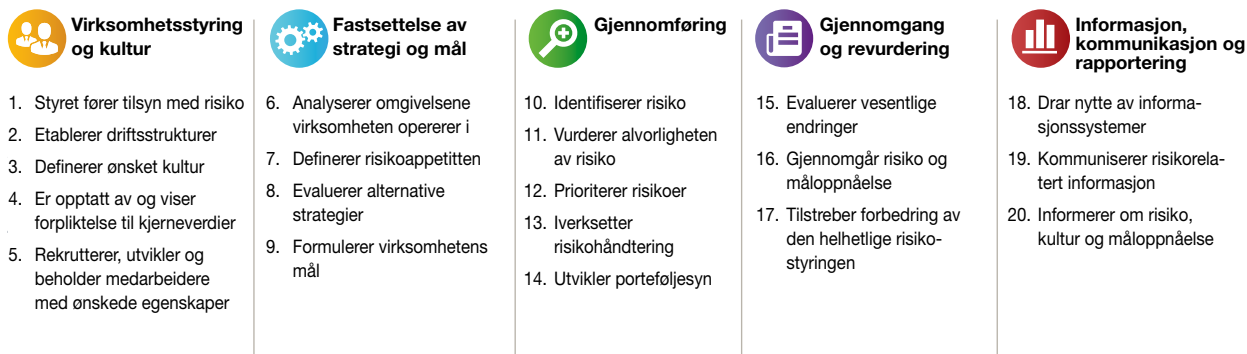 Virksomhetsstyring
og kultur
1. Styret fører tilsyn med risiko
2. Etablerer driftsstrukturer
3. Definerer ønsket kultur
4. Er opptatt av og viser
forpliktelse til kjerneverdier
5. Rekrutterer, utvikler og
beholder medarbeidere
med ønskede egenskaper
Fastsettelse av
strategi og mål
6. Analyserer omgivelsene
virksomheten opererer i
7. Definerer risikoappetitten
8. Evaluerer alternative
strategier
9. Formulerer virksomhetens
mål
Gjennomføring
10. Identifiserer risiko
11. Vurderer alvorligheten
av risiko
12. Prioriterer risikoer
13. Iverksetter
risikohåndtering
14. Utvikler porteføljesyn
Gjennomgang
og revurdering
15. Evaluerer vesentlige
endringer
16. Gjennomgår risiko og
måloppnåelse
17. Tilstreber forbedring av
den helhetlige risiko-
styringen
Informasjon,
kommunikasjon og
rapportering
18. Drar nytte av informa-
sjonssystemer
19. Kommuniserer risikorela-
tert informasjon
20. Informerer om risiko,
kultur og måloppnåelse